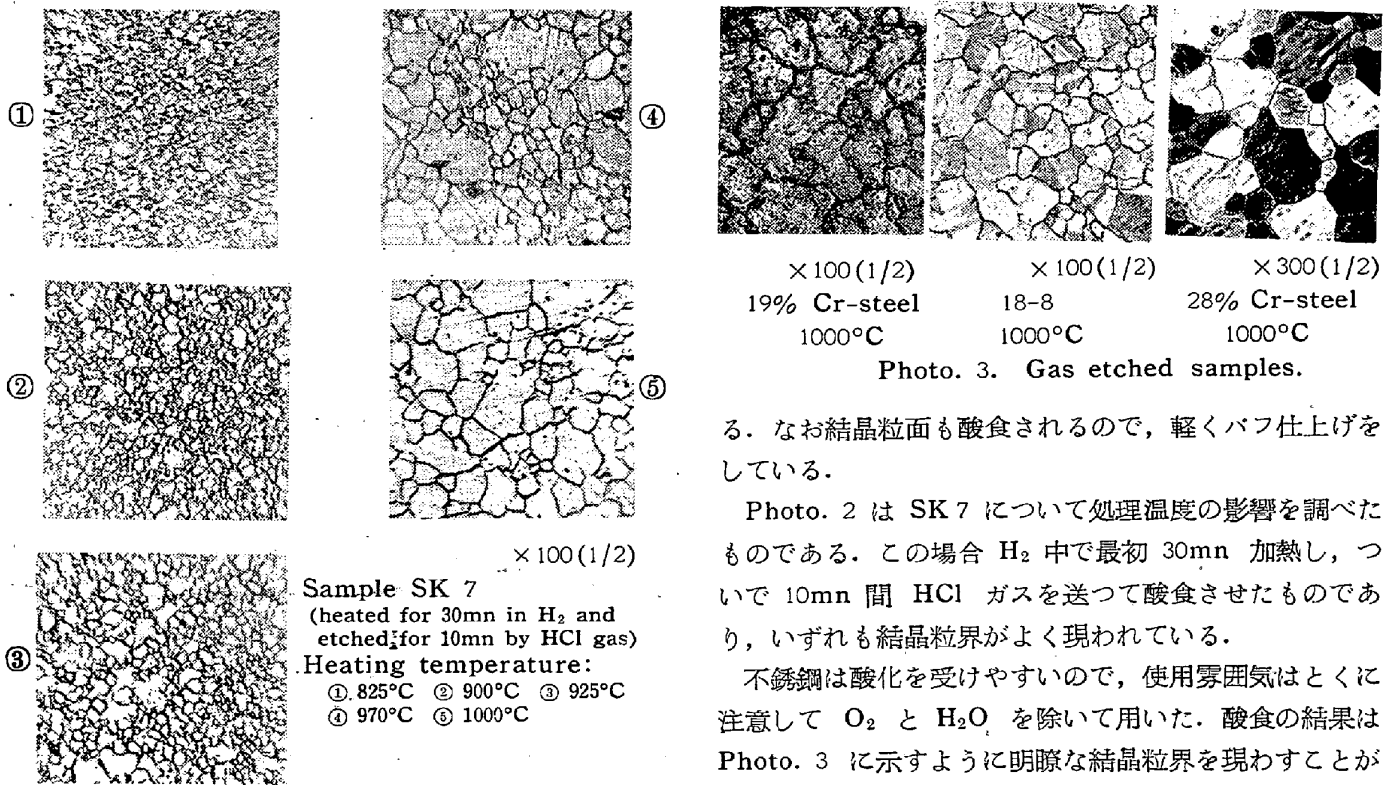 ①
④
②
⑤
×100(1/2)
③
Sample SK 7
(heated for 30mn in H₂ and
etched for 10mn by HCl gas)
Heating temperature:
① 825°C ② 900°C ③ 925°C
④ 970°C ⑤ 1000°C
×100(1/2) ×100(1/2) ×300(1/2)
19% Cr-steel 18-8 28% Cr-steel
1000°C 1000°C 1000°C
Photo. 3. Gas etched samples.
る．なお結晶粒面も酸食されるので，軽くバフ仕上げを
している．
Photo. 2 は SK 7 について処理温度の影響を調べた
ものである．この場合 H₂ 中で最初 30mn 加熱し，つ
いで 10mn 間 HCl ガスを送つて酸食させたものであ
り，いずれも結晶粒界がよく現われている．
不銹鋼は酸化を受けやすいので，使用雰囲気はとくに
注意して O₂ と H₂O を除いて用いた．酸食の結果は
Photo. 3 に示すように明瞭な結晶粒界を現わすことが